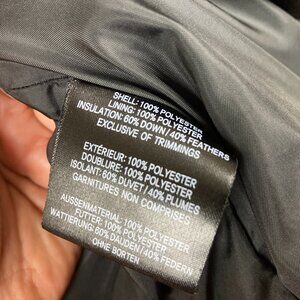 SHELL: 100% POLYESTER
LINING: 100% POLYESTER
INSULATION: 60% DOWN / 40% FEATHERS
EXCLUSIVE OF TRIMMINGS
EXTÉRIEUR: 100% POLYESTER
DOUBLURE: 100% POLYESTER
ISOLANT: 60% DUVET / 40% PLUMES
GARNITURES NON COMPRISES
AUSSENMATERIAL: 100% POLYESTER
FUTTER: 100% POLYESTER
WATTIERUNG: 60% DAUDEN / 40% FEDERN
OHNE BORTEN